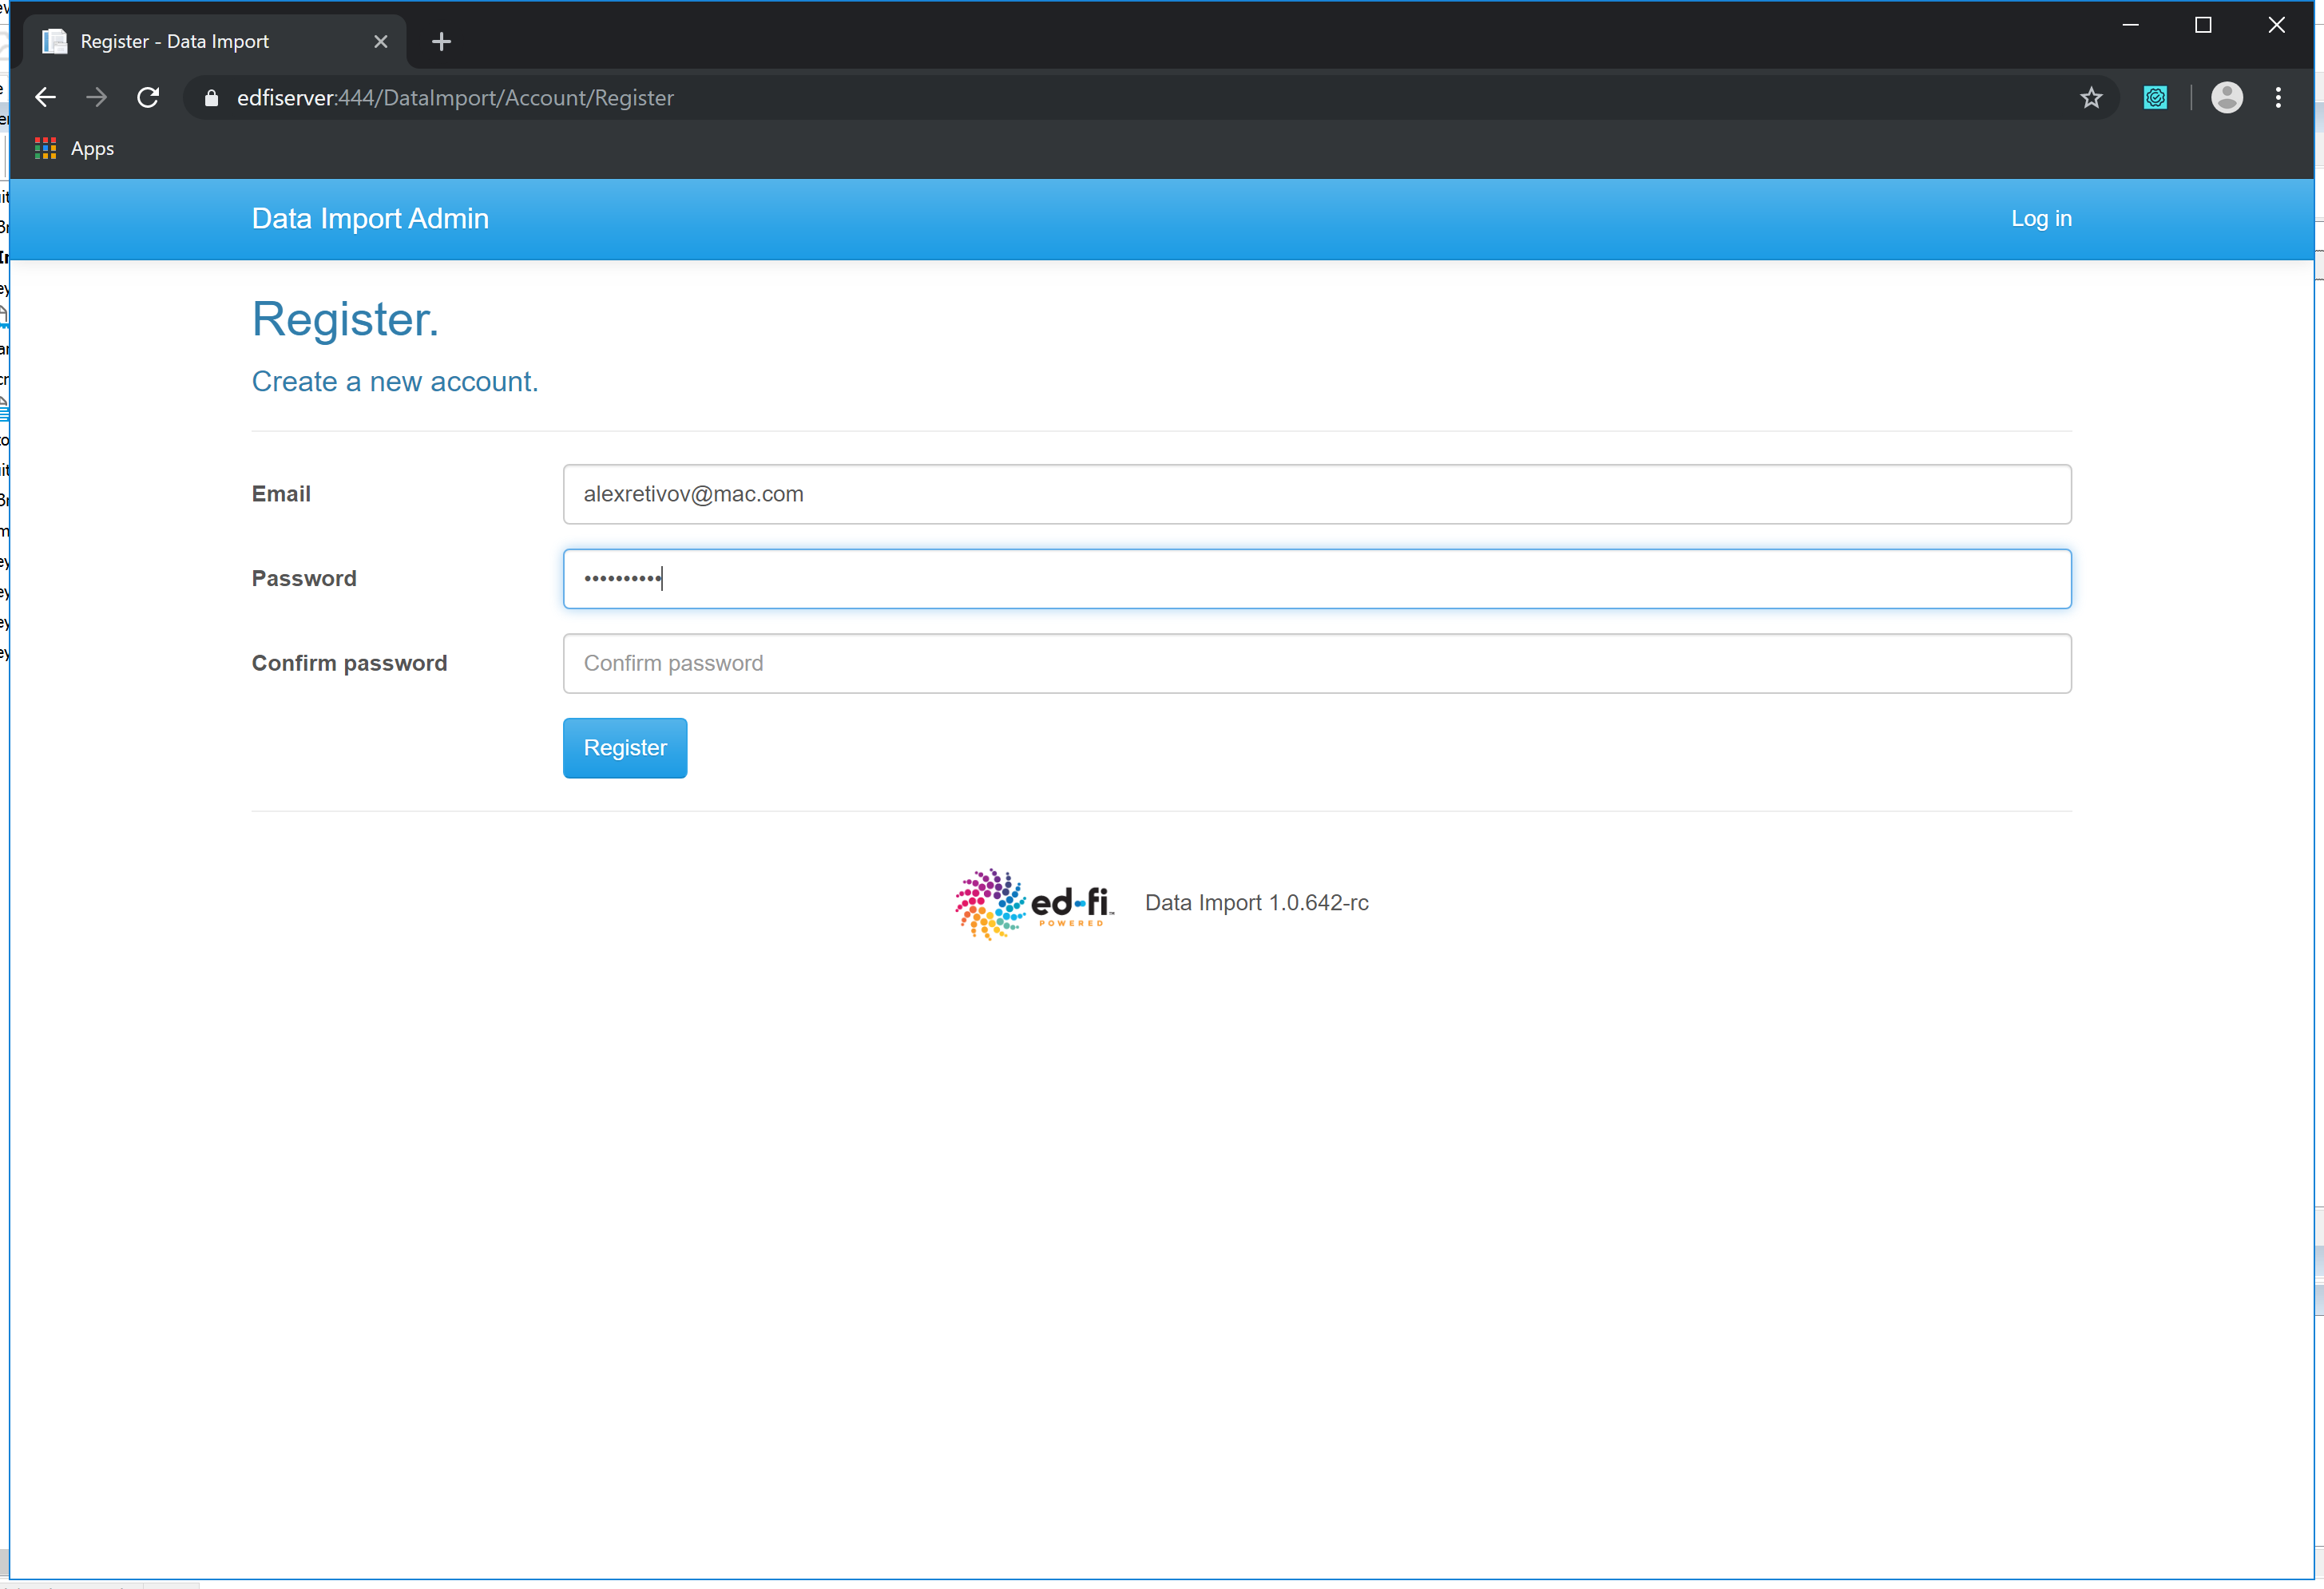 Register - Data Import
edfiserver:444/DataImport/Account/Register
Apps
Data Import Admin
Log in
Register.
Create a new account.
Email
alexretivov@mac.com
Password
••••••••••
Confirm password
Confirm password
Register
ed-fi
POWERED
Data Import 1.0.642-rc